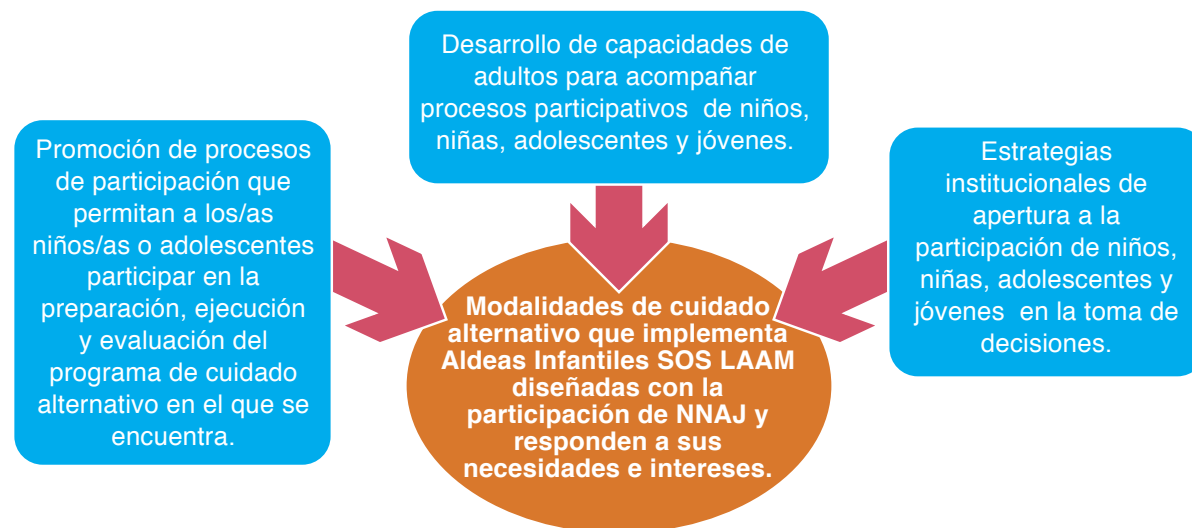 Promoción de procesos
de participación que
permitan a los/as
niños/as o adolescentes
participar en la
preparación, ejecución
y evaluación del
programa de cuidado
alternativo en el que se
encuentra.
Desarrollo de capacidades de
adultos para acompañar
procesos participativos de niños,
niñas, adolescentes y jóvenes.
Estrategias
institucionales de
apertura a la
participación de niños,
niñas, adolescentes y
jóvenes en la toma de
decisiones.
Modalidades de cuidado
alternativo que implementa
Aldeas Infantiles SOS LAAM
diseñadas con la
participación de NNAJ y
responden a sus
necesidades e intereses.